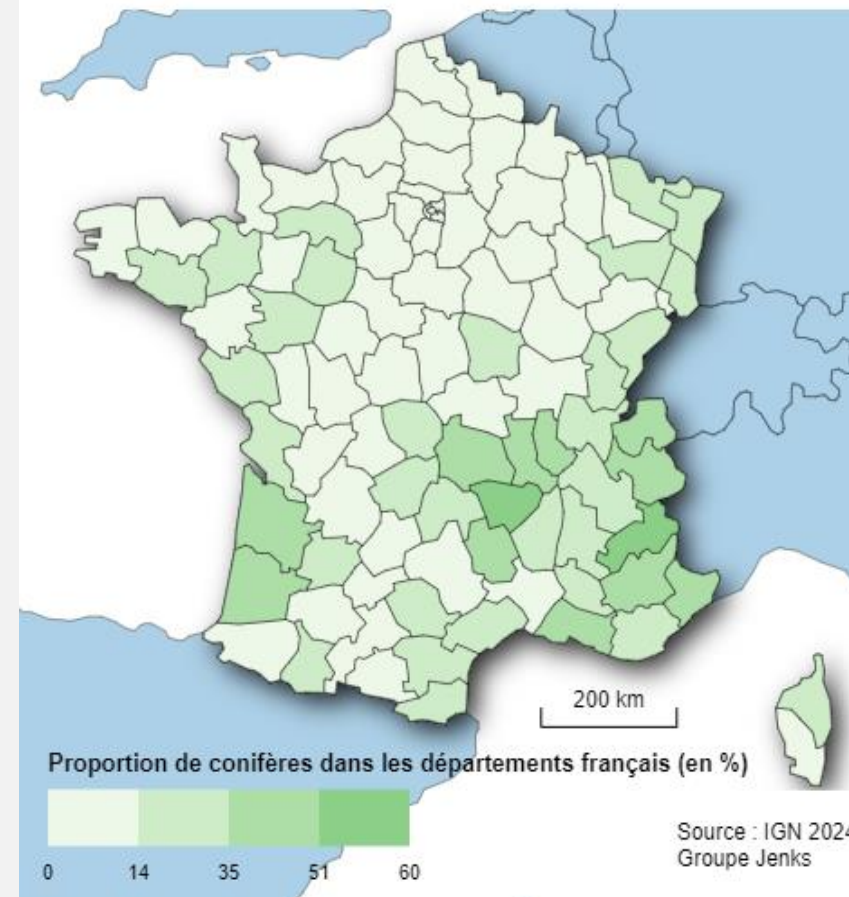 200 km
Proportion de conifères dans les départements français (en %)
0 14 35 51 60
Source : IGN 2024
Groupe Jenks